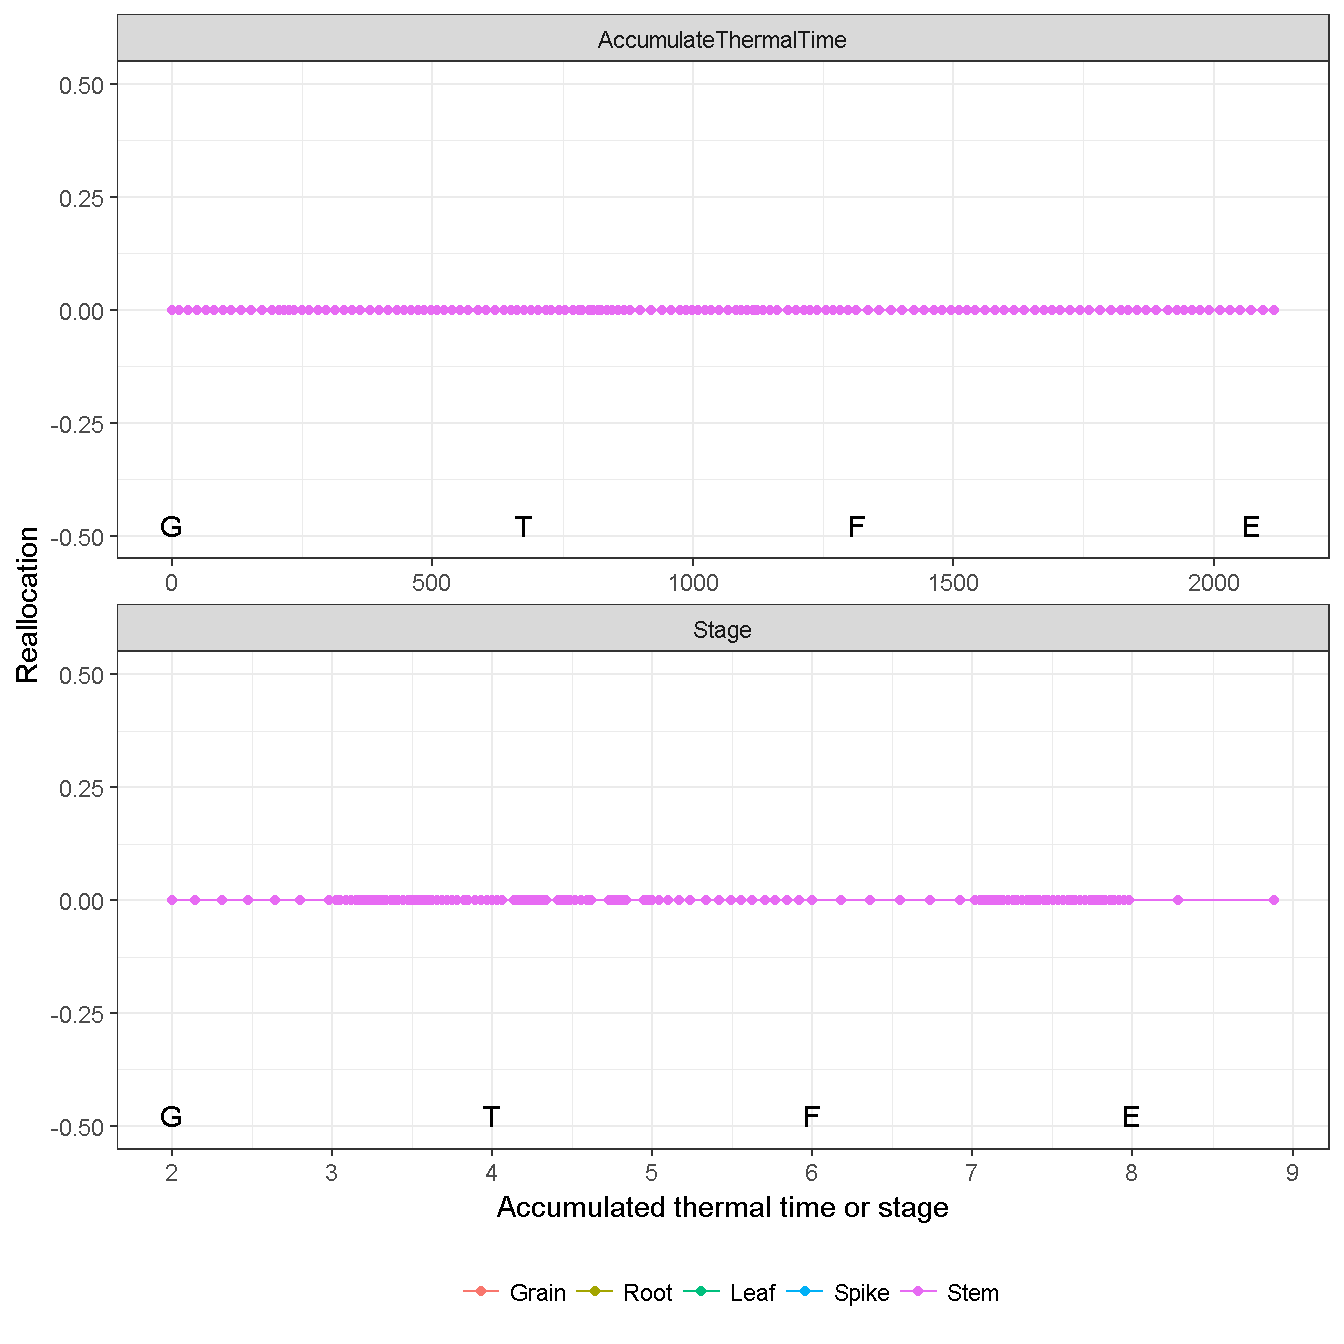 AccumulateThermalTime
0.50
0.25
0.00
-0.25
-0.50
G T F E
0 500 1000 1500 2000
Reallocation
Stage
0.50
0.25
0.00
-0.25
-0.50
G T F E
2 3 4 5 6 7 8 9
Accumulated thermal time or stage
Grain Root Leaf Spike Stem